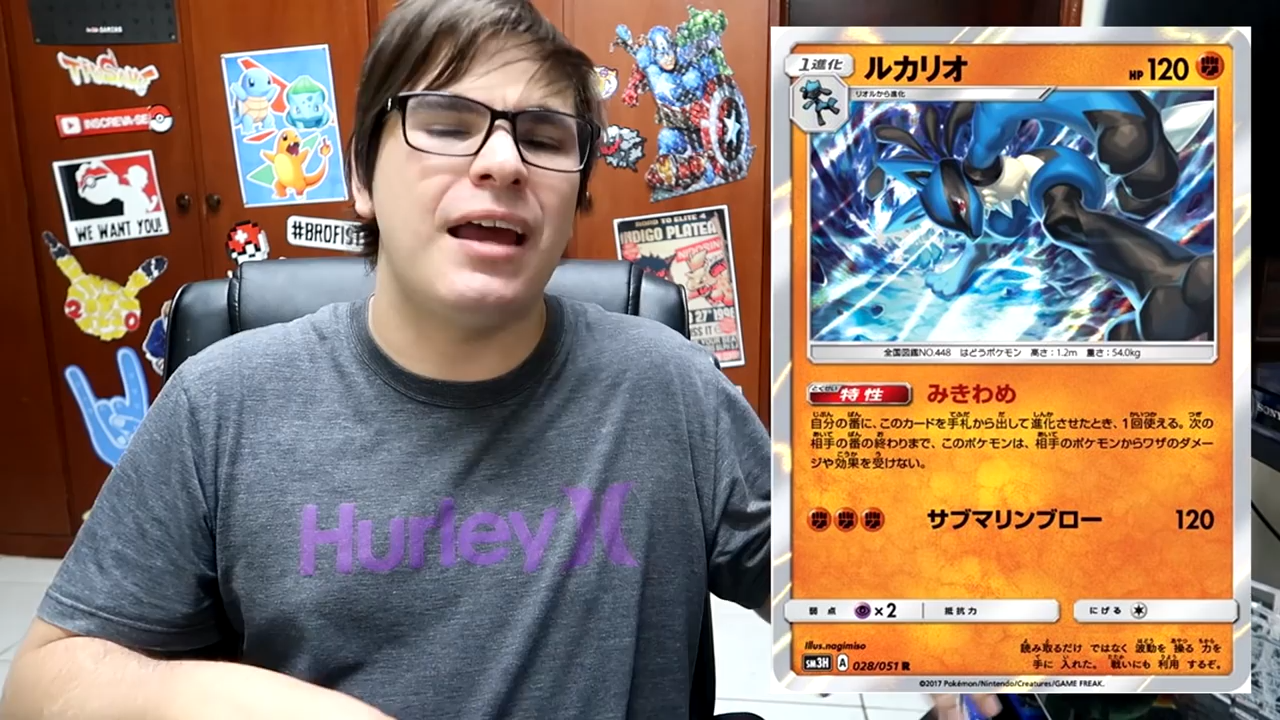 INSCREVA-SE
WE WANT YOU!
#BROFIST
ROAD TO ELITE 4
INDIGO PLATEA
Hurley
1進化
ルカリオ
HP 120
リオルから進化
全国図鑑NO.448 はどうポケモン 高さ:1.2m 重さ:54.0kg
とくせい
特性 みきわめ
自分の番に、このカードを手札から出して進化させたとき、1回使える。次の
相手の番の終わりまで、このポケモンは、相手のポケモンからワザのダメー
ジや効果を受けない。
サブマリンブロー 120
弱点 ×2 抵抗力 にげる
Illus.nagimiso
読み取るだけ ではなく 波動を 操る 力を
手に 入れた。 戦いにも 利用 するぞ。
SM3H A 028/051 R
©2017 Pokémon/Nintendo/Creatures/GAME FREAK.